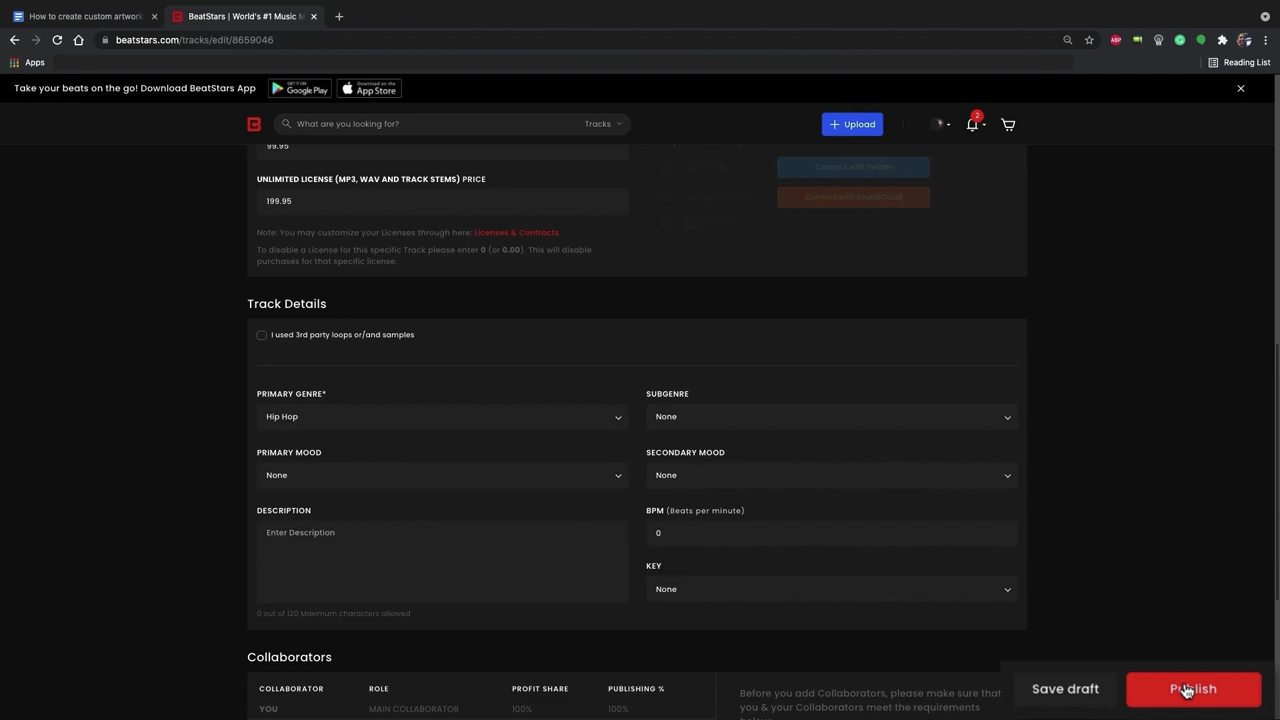 How to create custom artwork
BeatStars | World's #1 Music M
beatstars.com/tracks/edit/8659046
Apps
Reading List
Take your beats on the go! Download BeatStars App
GET IT ON
Google Play
Download on the
App Store
What are you looking for?
Tracks
Upload
2
99.95
Connect with Twitter
UNLIMITED LICENSE (MP3, WAV AND TRACK STEMS) PRICE
Connect with SoundCloud
199.95
Note: You may customize your Licenses through here: Licenses & Contracts
To disable a License for this specific Track please enter 0 (or 0.00). This will disable
purchases for that specific license.
Track Details
I used 3rd party loops or/and samples
PRIMARY GENRE*
SUBGENRE
Hip Hop
None
PRIMARY MOOD
SECONDARY MOOD
None
None
DESCRIPTION
BPM (Beats per minute)
Enter Description
0
KEY
None
0 out of 120 Maximum characters allowed
Collaborators
COLLABORATOR
ROLE
PROFIT SHARE
PUBLISHING %
Before you add Collaborators, please make sure that
you & your Collaborators meet the requirements
YOU
MAIN COLLABORATOR
100%
100%
Save draft
Publish